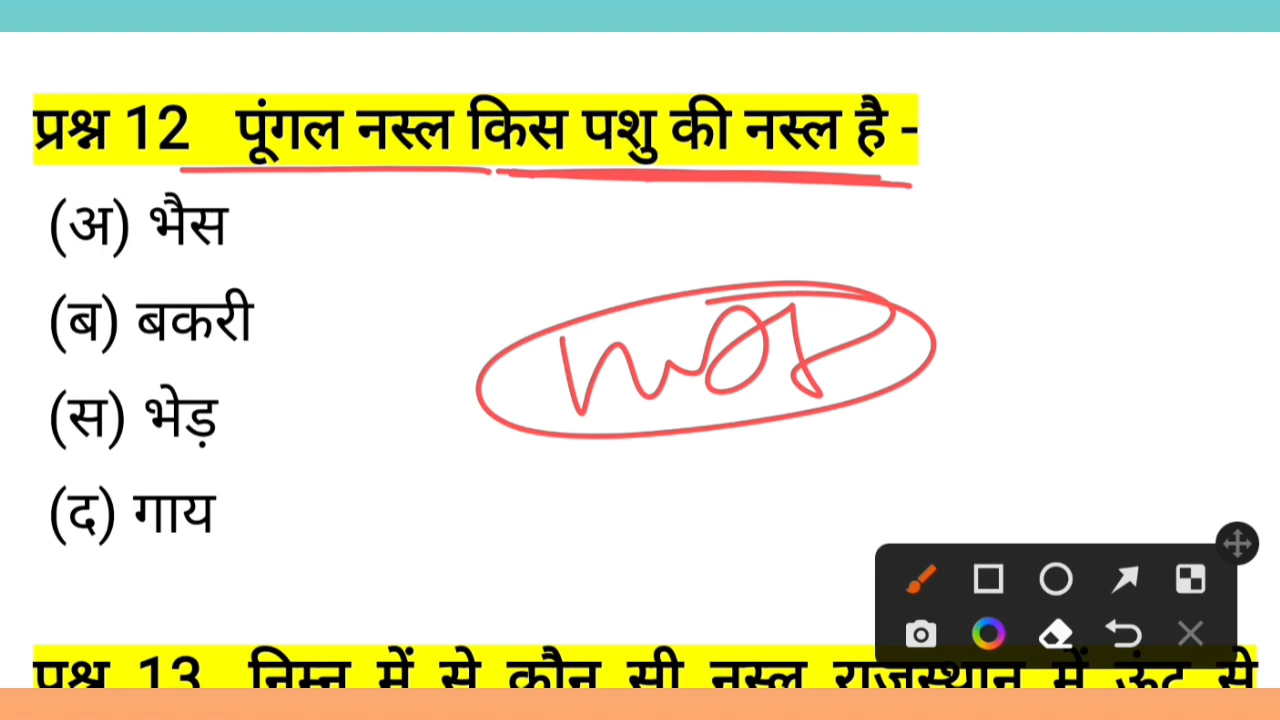 प्रश्न 12 पूंगल नस्ल किस पशु की नस्ल है -
(अ) भैस
(ब) बकरी
(स) भेड़
(द) गाय
प्रश्न 13 निम्न में से कौन सी नस्ल राजस्थान में ऊंट से